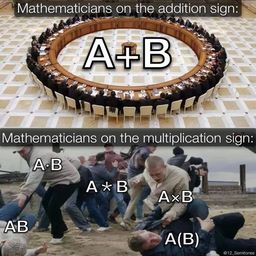 Mathematicians on the addition sign:
A+B
Mathematicians on the multiplication sign:
A·B
A*B
A×B
AB
A(B)
@12_Semitones